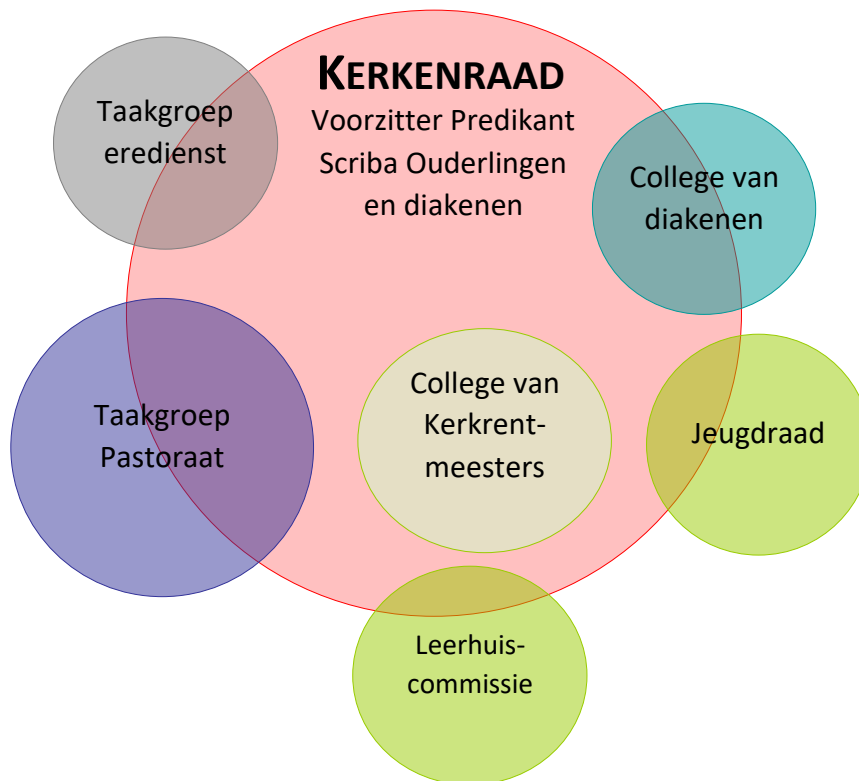 KERKENRAAD
Voorzitter Predikant
Scriba Ouderlingen
en diakenen
Taakgroep
eredienst
College van
diakenen
Taakgroep
Pastoraat
College van
Kerkrent-
meesters
Jeugdraad
Leerhuis-
commissie